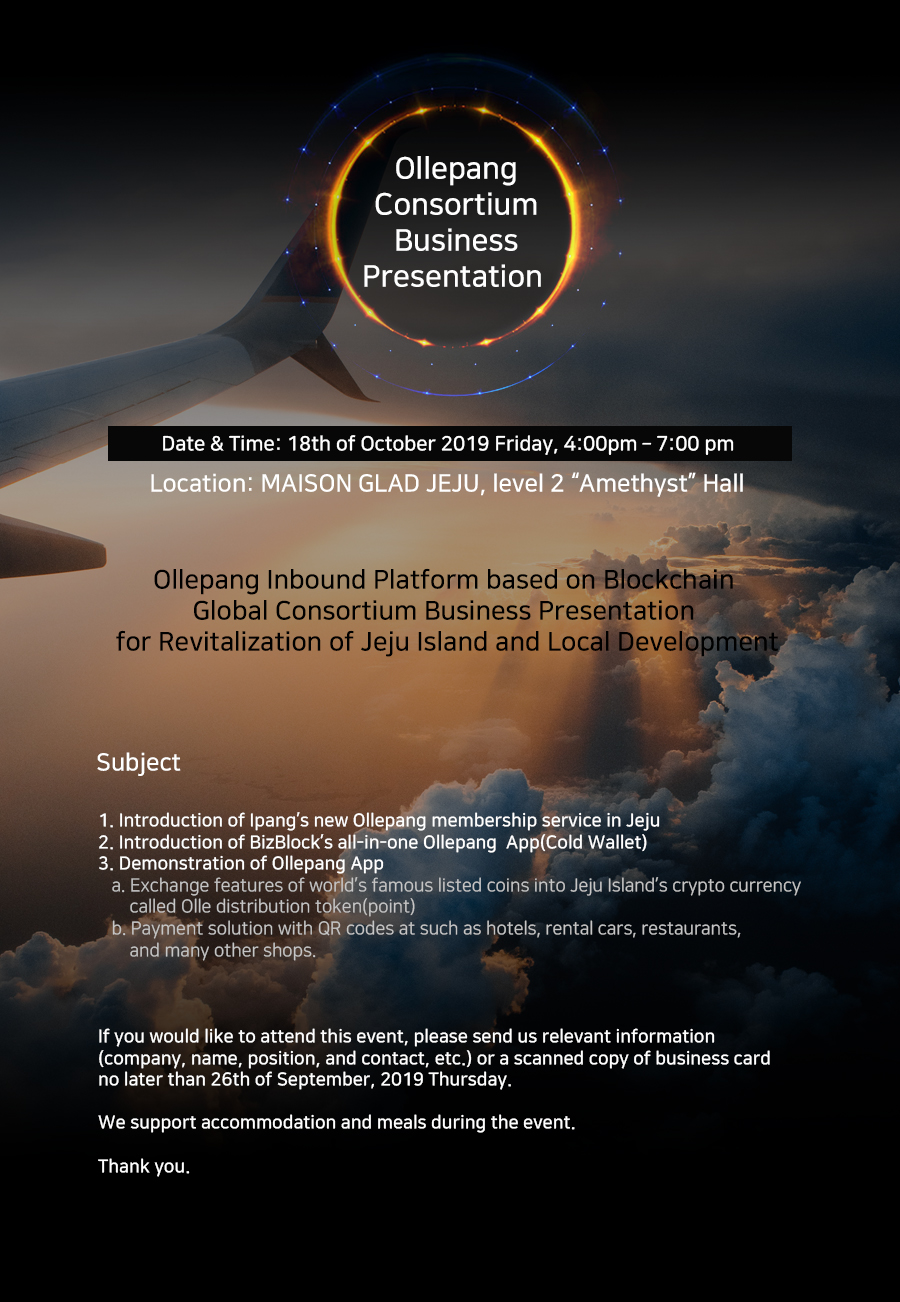 Ollepang
Consortium
Business
Presentation
Date & Time: 18th of October 2019 Friday, 4:00pm – 7:00 pm
Location: MAISON GLAD JEJU, level 2 “Amethyst” Hall
Ollepang Inbound Platform based on Blockchain
Global Consortium Business Presentation
for Revitalization of Jeju Island and Local Development
Subject
1. Introduction of Ipang’s new Ollepang membership service in Jeju
2. Introduction of BizBlock’s all-in-one Ollepang App(Cold Wallet)
3. Demonstration of Ollepang App
a. Exchange features of world’s famous listed coins into Jeju Island’s crypto currency
called Olle distribution token(point)
b. Payment solution with QR codes at such as hotels, rental cars, restaurants,
and many other shops.
If you would like to attend this event, please send us relevant information
(company, name, position, and contact, etc.) or a scanned copy of business card
no later than 26th of September, 2019 Thursday.
We support accommodation and meals during the event.
Thank you.